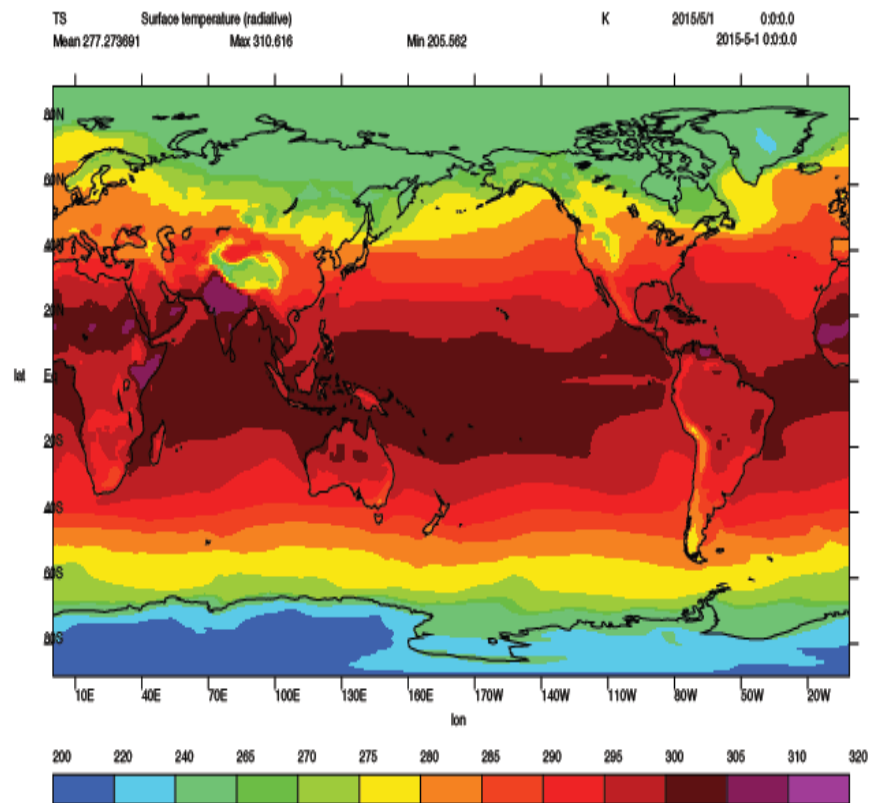 TS Surface temperature (radiative) K 2015/5/1 0:0:0.0
Mean 277.273691 Max 310.616 Min 205.562 2015-5-1 0:0:0.0
80N
60N
40N
20N
lat Eq
20S
40S
60S
80S
10E 40E 70E 100E 130E 160E 170W 140W 110W 80W 50W 20W
lon
200 220 240 265 270 275 280 285 290 295 300 305 310 320